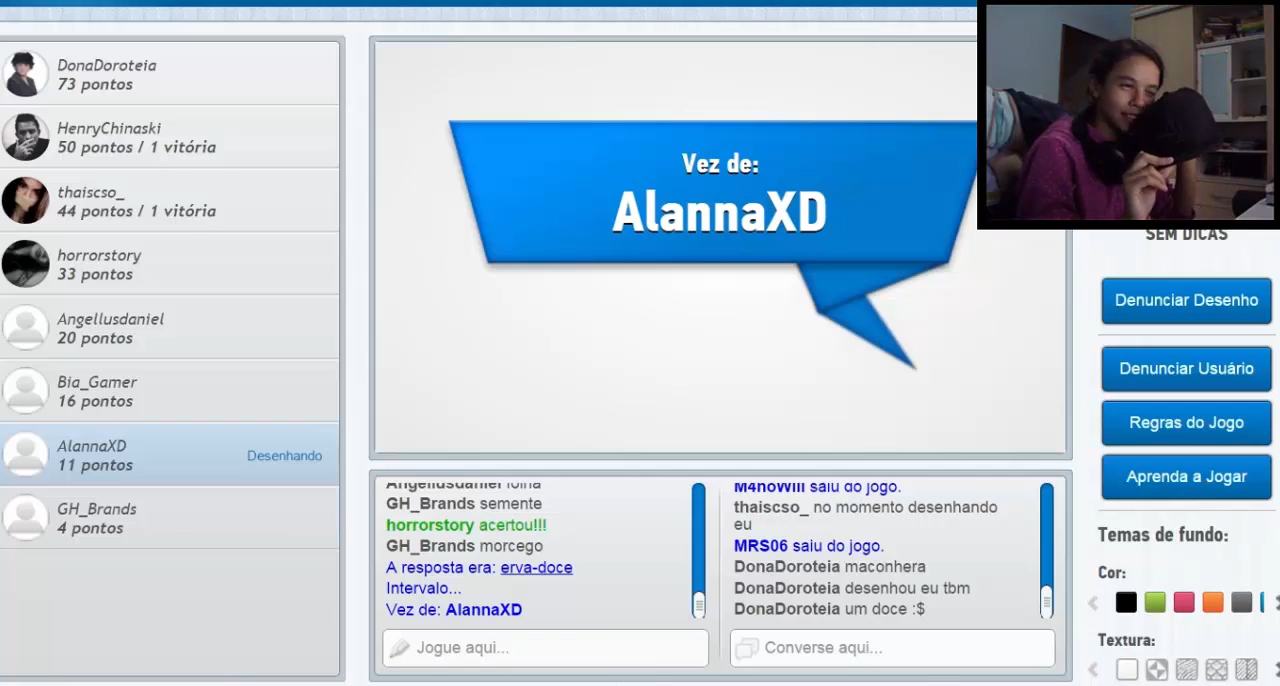 DonaDoroteia
73 pontos
HenryChinaski
50 pontos / 1 vitória
thaiscso_
44 pontos / 1 vitória
horrorstory
33 pontos
Angellusdaniel
20 pontos
Bia_Gamer
16 pontos
AlannaXD
11 pontos
Desenhando
GH_Brands
4 pontos
Vez de:
AlannaXD
Angellusdaniel folha
GH_Brands semente
horrorstory acertou!!!
GH_Brands morcego
A resposta era: erva-doce
Intervalo...
Vez de: AlannaXD
Jogue aqui...
M4noWill saiu do jogo.
thaiscso_ no momento desenhando
eu
MRS06 saiu do jogo.
DonaDoroteia maconhera
DonaDoroteia desenhou eu tbm
DonaDoroteia um doce :$
Converse aqui...
SEM DICAS
Denunciar Desenho
Denunciar Usuário
Regras do Jogo
Aprenda a Jogar
Temas de fundo:
Cor:
Textura: